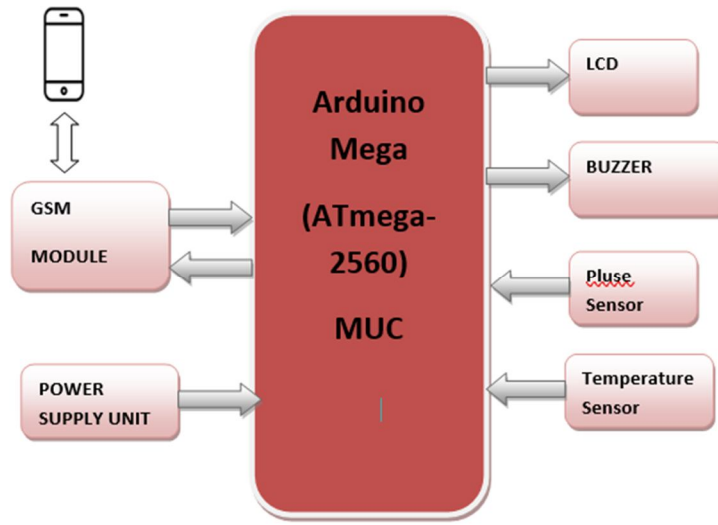 Arduino
Mega
(ATmega-
2560)
MUC
GSM
MODULE
POWER
SUPPLY UNIT
LCD
BUZZER
Pluse
Sensor
Temperature
Sensor